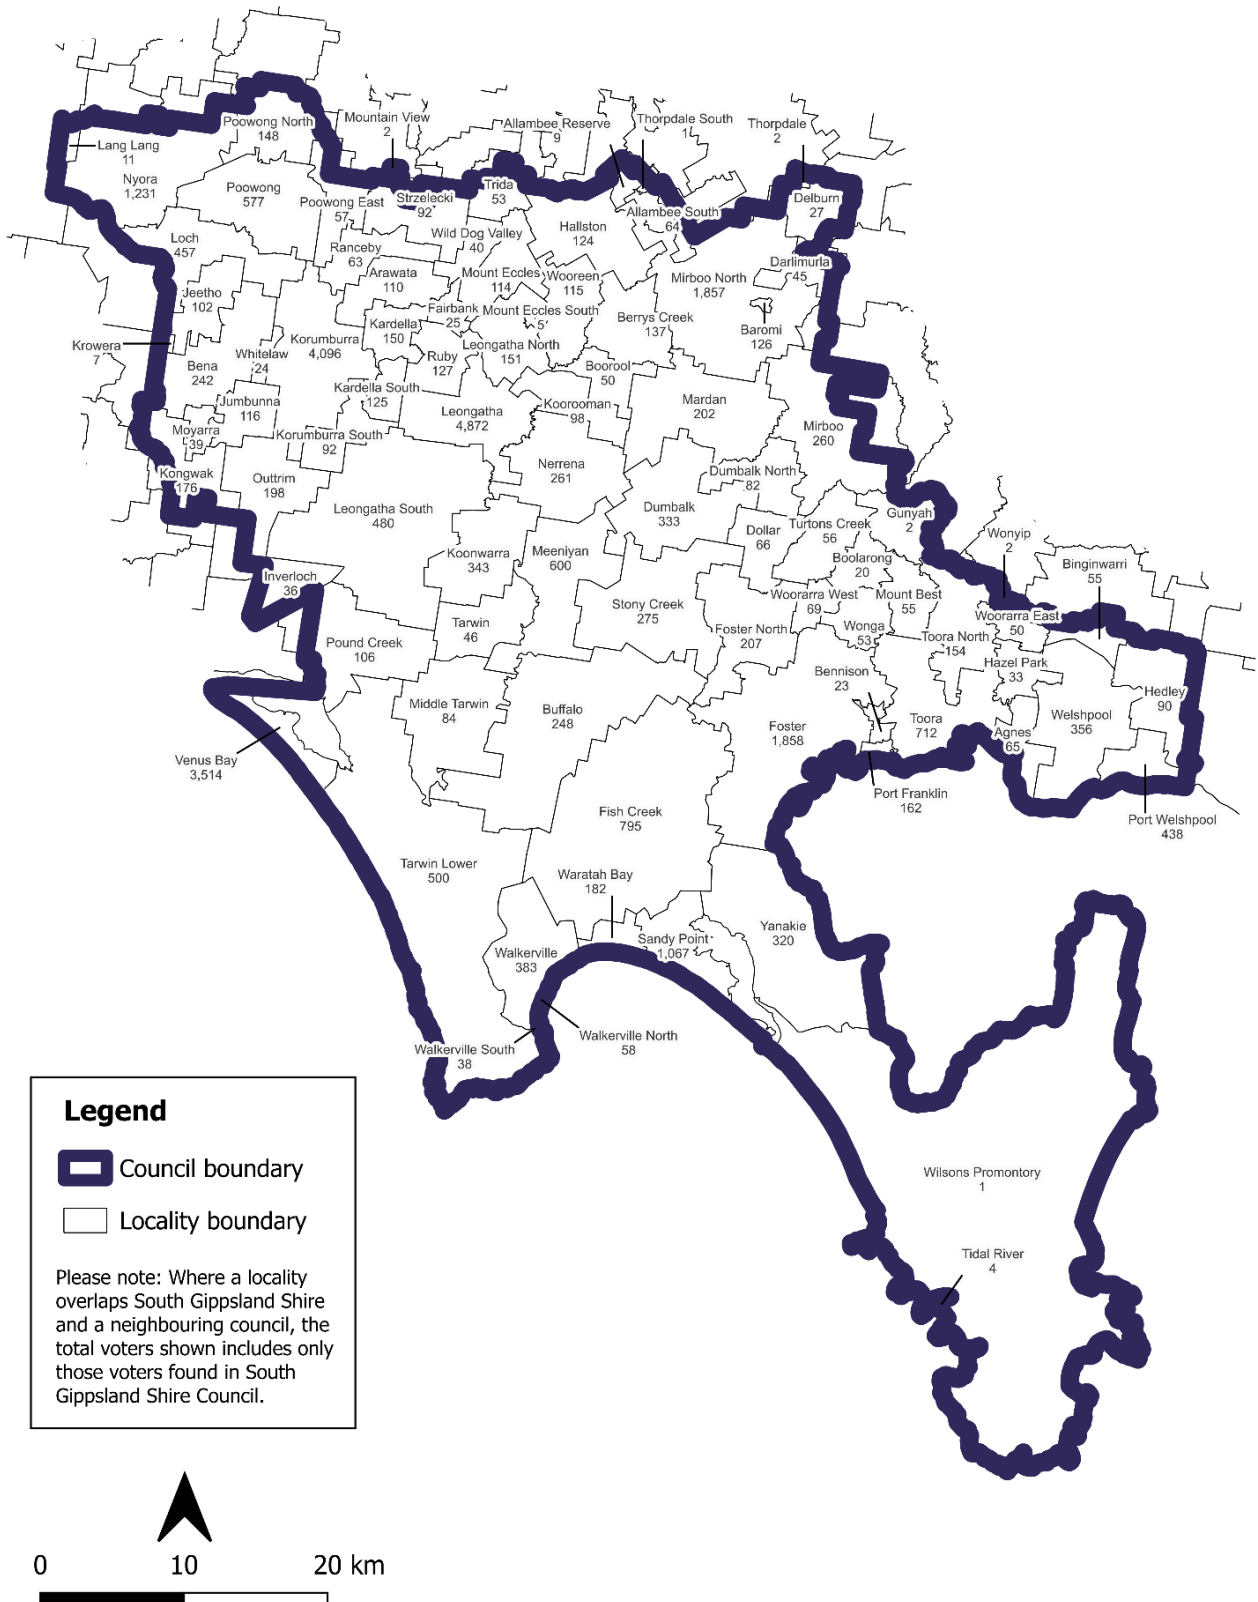 Poowong North
148
Mountain View
2
Allambee Reserve
9
Thorpdale South
1
Thorpdale
2
Lang Lang
11
Nyora
1,231
Poowong
577
Poowong East
57
Strzelecki
92
Trida
53
Delburn
27
Allambee South
64
Hallston
124
Wild Dog Valley
40
Loch
457
Ranceby
63
Darlimurla
45
Arawata
110
Mount Eccles
114
Wooreen
115
Mirboo North
1,857
Jeetho
102
Fairbank
25
Mount Eccles South
5
Berrys Creek
137
Baromi
126
Kardella
150
Korumburra
4,096
Krowera
7
Whitelaw
24
Ruby
127
Leongatha North
151
Bena
242
Boorool
50
Kardella South
125
Jumbunna
116
Leongatha
4,872
Koorooman
98
Mardan
202
Mirboo
260
Moyarra
39
Korumburra South
92
Kongwak
176
Outtrim
198
Nerrena
261
Dumbalk North
82
Leongatha South
480
Dumbalk
333
Gunyah
2
Dollar
66
Turtons Creek
56
Wonyip
2
Koonwarra
343
Meeniyan
600
Boolarong
20
Binginwarri
55
Inverloch
36
Woorarra West
69
Mount Best
55
Stony Creek
275
Woorarra East
50
Tarwin
46
Foster North
207
Wonga
53
Toora North
154
Pound Creek
106
Hazel Park
33
Bennison
23
Hedley
90
Middle Tarwin
84
Buffalo
248
Foster
1,858
Toora
712
Welshpool
356
Agnes
65
Venus Bay
3,514
Port Franklin
162
Port Welshpool
438
Fish Creek
795
Tarwin Lower
500
Waratah Bay
182
Yanakie
320
Sandy Point
1,067
Walkerville
383
Walkerville North
58
Walkerville South
38
Wilsons Promontory
1
Tidal River
4
Legend
Council boundary
Locality boundary
Please note: Where a locality
overlaps South Gippsland Shire
and a neighbouring council, the
total voters shown includes only
those voters found in South
Gippsland Shire Council.
0 10 20 km